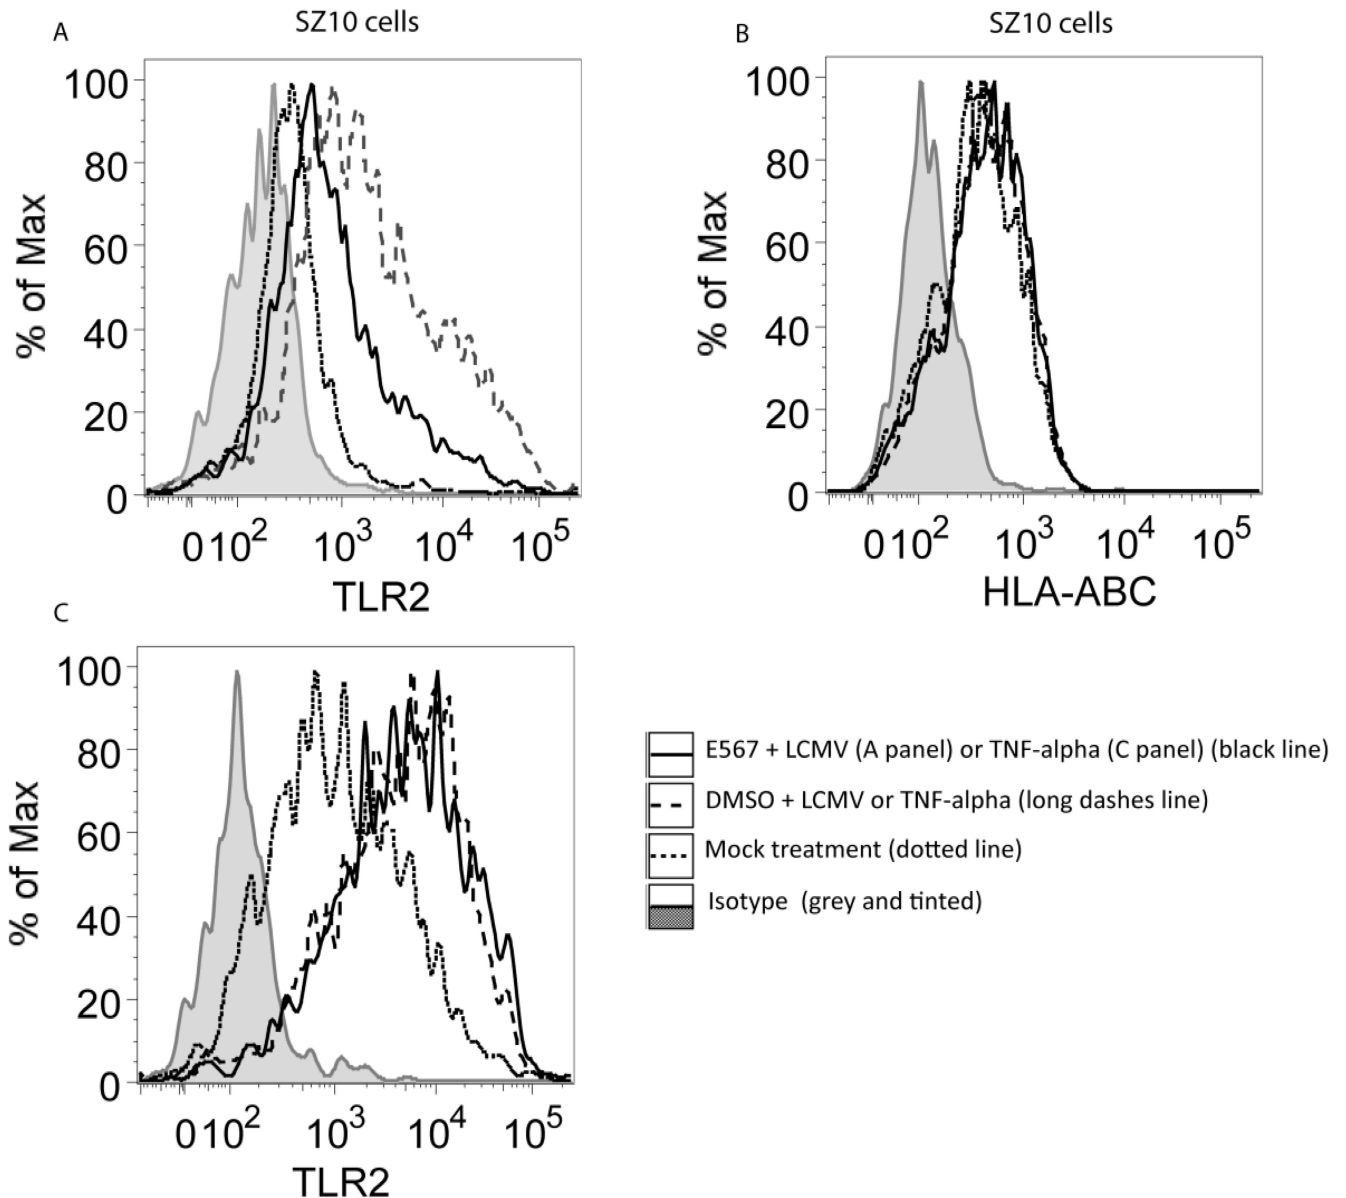 A
SZ10 cells
100
80
60
40
20
0
% of Max
0 10^2 10^3 10^4 10^5
TLR2
B
SZ10 cells
100
80
60
40
20
0
% of Max
0 10^2 10^3 10^4 10^5
HLA-ABC
C
100
80
60
40
20
0
% of Max
0 10^2 10^3 10^4 10^5
TLR2
E567 + LCMV (A panel) or TNF-alpha (C panel) (black line)
DMSO + LCMV or TNF-alpha (long dashes line)
Mock treatment (dotted line)
Isotype (grey and tinted)